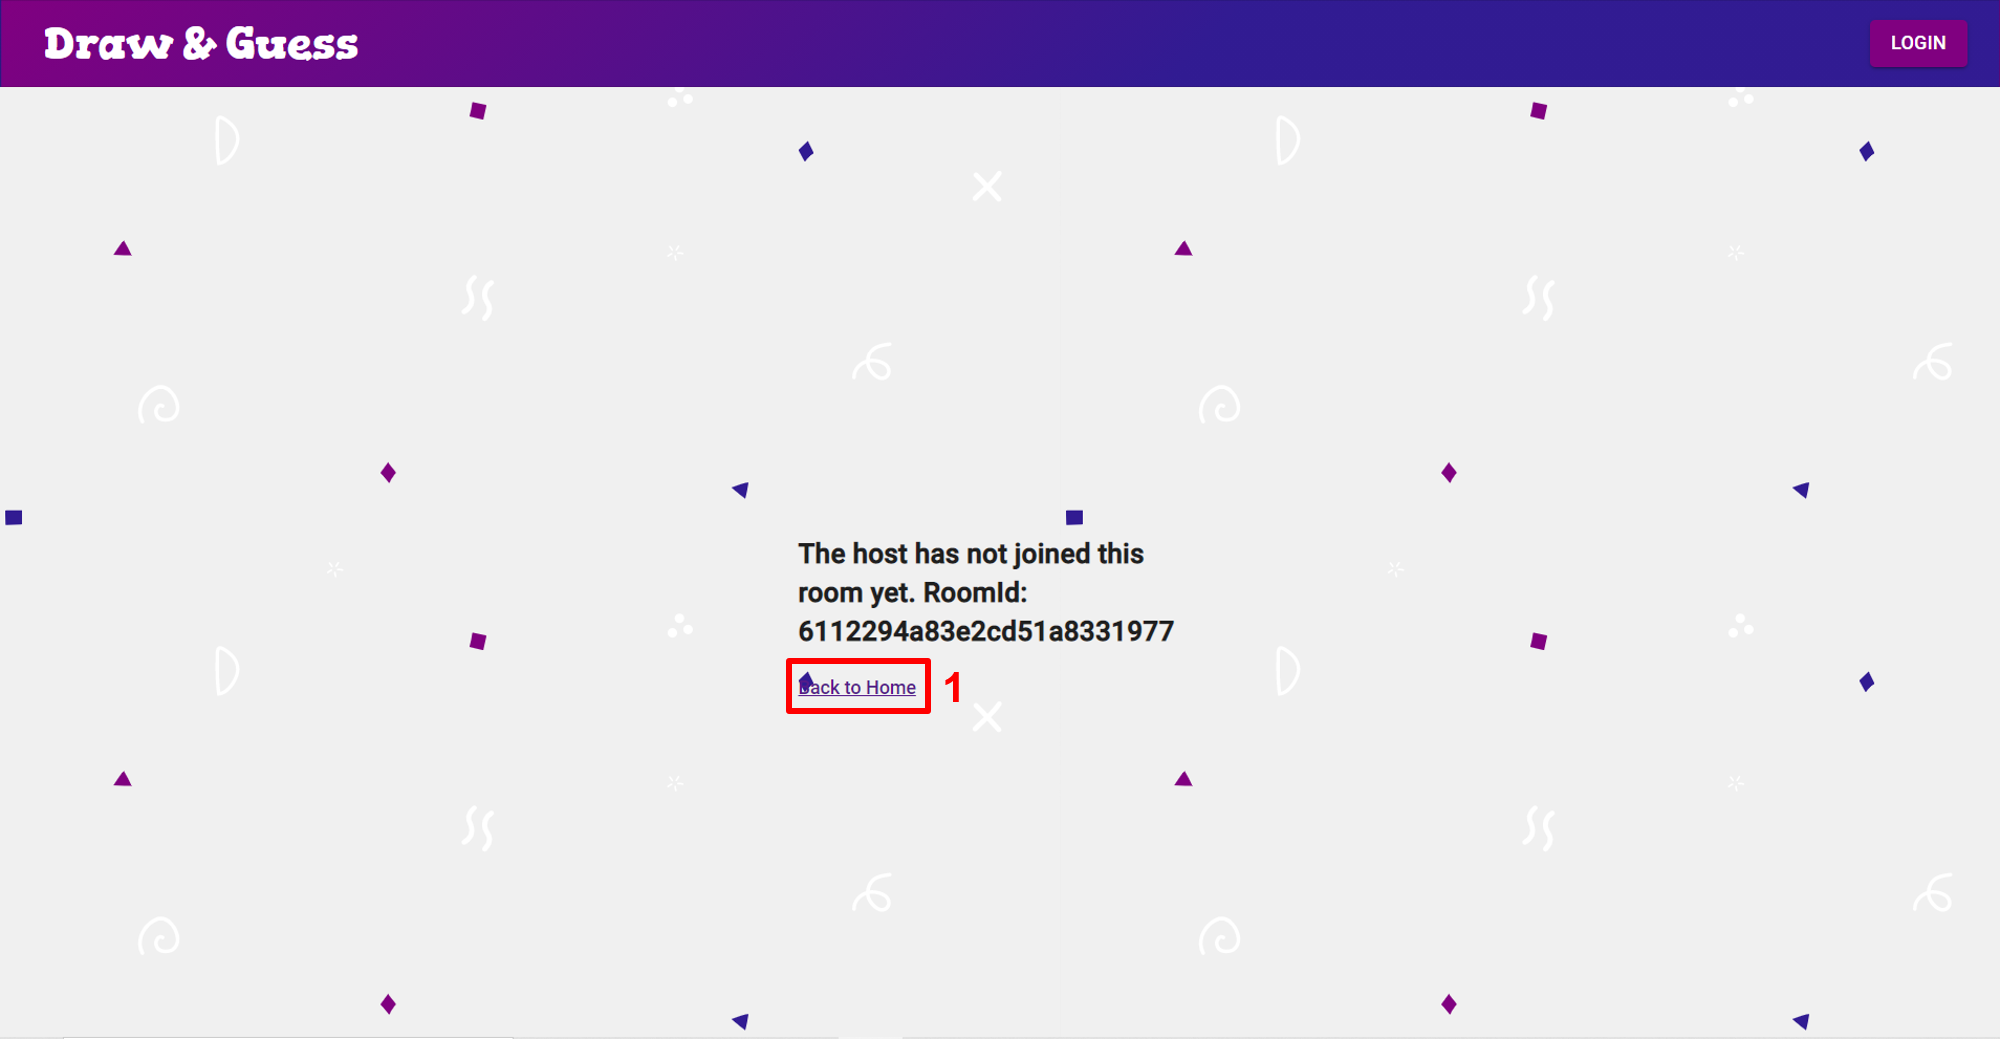 Draw & Guess
LOGIN
The host has not joined this
room yet. RoomId:
6112294a83e2cd51a8331977
Back to Home
1